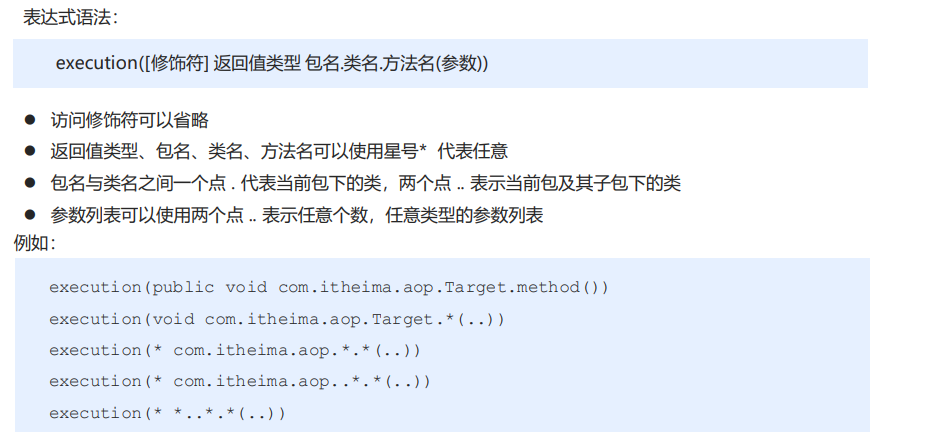 表达式语法：
execution([修饰符] 返回值类型 包名.类名.方法名(参数))
● 访问修饰符可以省略
● 返回值类型、包名、类名、方法名可以使用星号* 代表任意
● 包名与类名之间一个点 . 代表当前包下的类，两个点 .. 表示当前包及其子包下的类
● 参数列表可以使用两个点 .. 表示任意个数，任意类型的参数列表
例如：
execution(public void com.itheima.aop.Target.method())
execution(void com.itheima.aop.Target.*(..))
execution(* com.itheima.aop.*.*(..))
execution(* com.itheima.aop..*.*(..))
execution(* *..*.*(..))